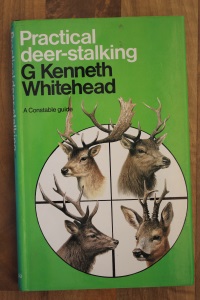 Practical
deer-stalking
G Kenneth
Whitehead
A Constable guide